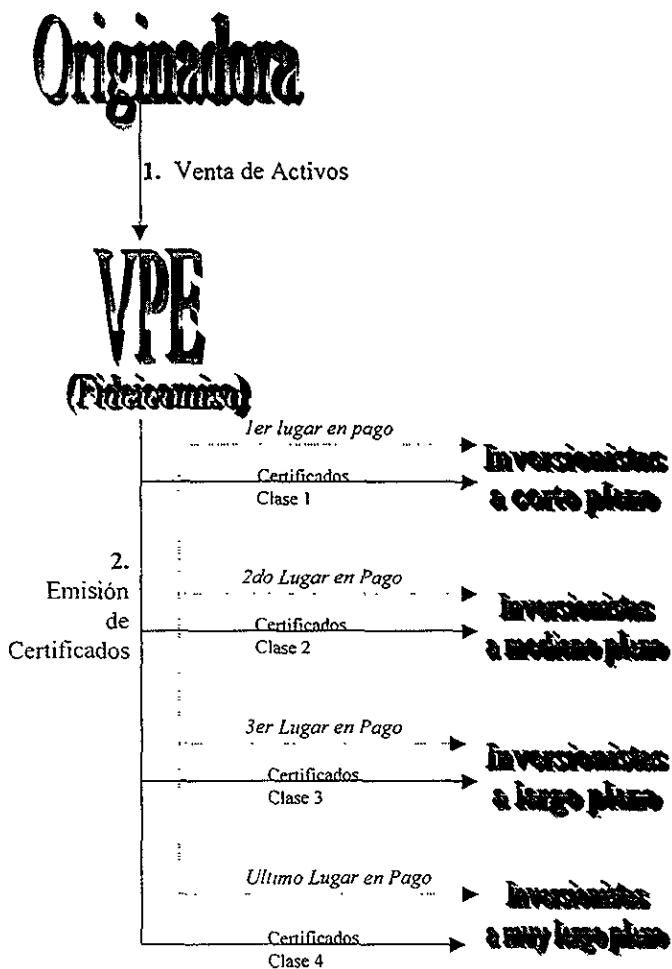 Originadora
1. Venta de Activos
VPE
(Fideicamiso)
1er lugar en pago
Inversionistas
a corto plazo
Certificados
Clase 1
2.
Emisión
de
Certificados
2do Lugar en Pago
Inversionistas
a mediano plazo
Certificados
Clase 2
3er Lugar en Pago
Inversionistas
a largo plazo
Certificados
Clase 3
Ultimo Lugar en Pago
Inversionistas
a muy largo plazo
Certificados
Clase 4